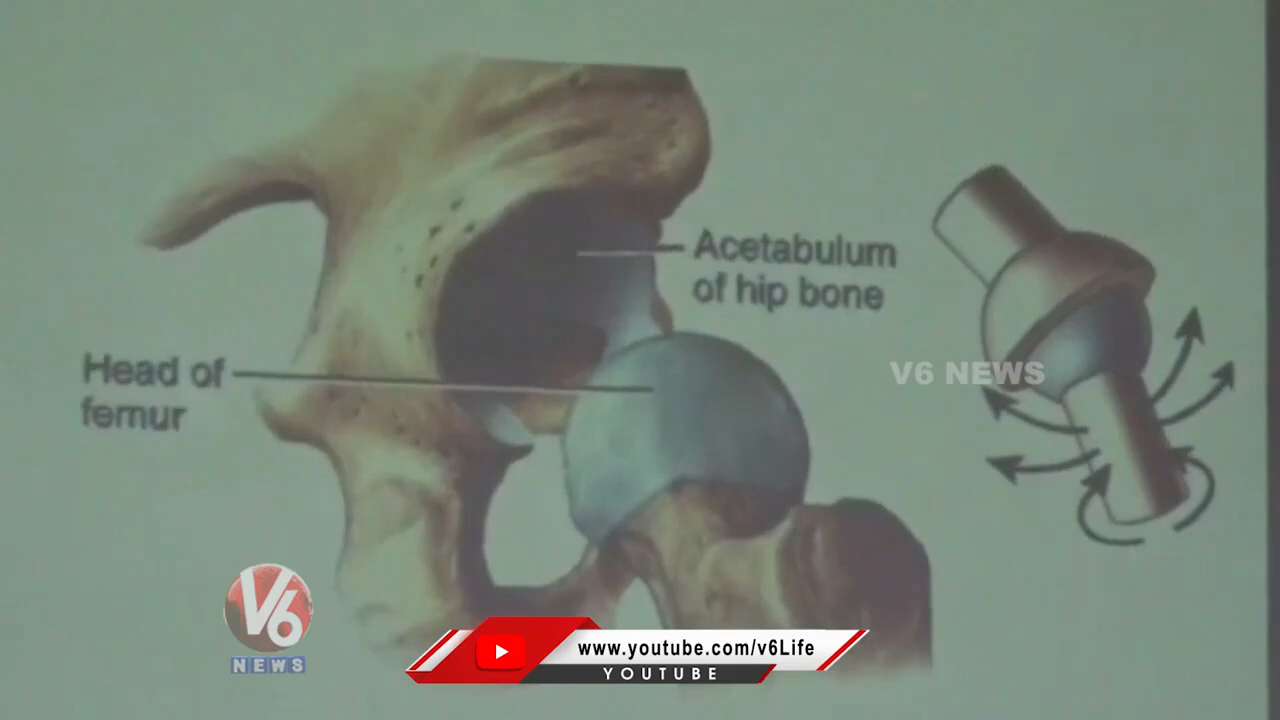 Acetabulum
of hip bone
Head of
femur
V6 NEWS
V6
NEWS
www.youtube.com/v6Life
YOUTUBE